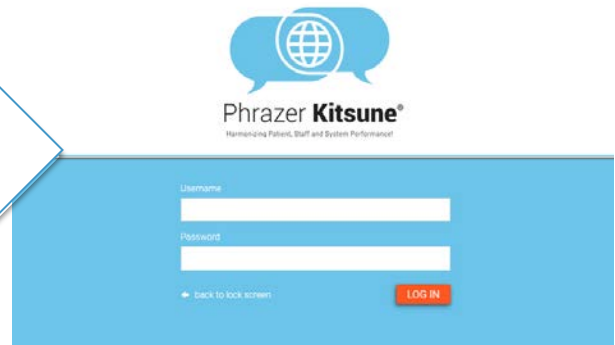 Phrazer Kitsune®
Harmonizing Patient, Staff and System Performance!
Username
Password
back to lock screen
LOG IN